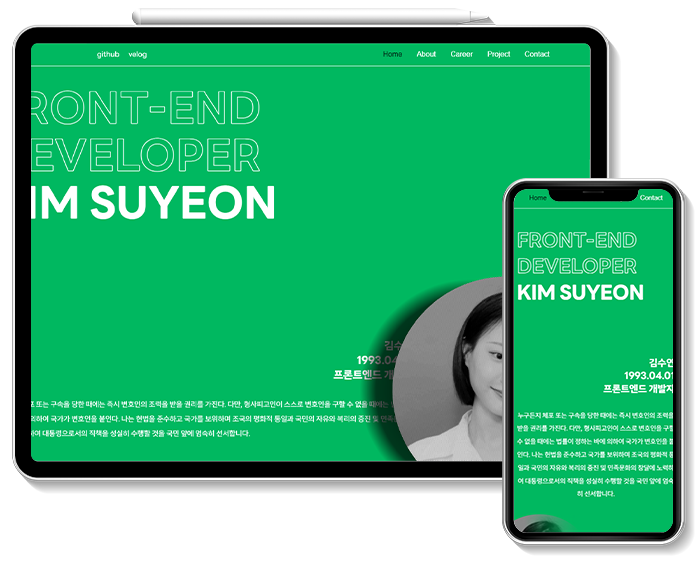 github velog
Home About Career Project Contact
RONT-END
EVELOPER
IM SUYEON
김수
1993.04
프론트엔드 개
또는 구속을 당한 때에는 즉시 변호인의 조력을 받을 권리를 가진다. 다만, 형사피고인이 스스로 변호인을 구할 수 없을 때에는
의하여 국가가 변호인을 붙인다. 나는 헌법을 준수하고 국가를 보위하며 조국의 평화적 통일과 국민의 자유와 복리의 증진 및 민족
하여 대통령으로서의 직책을 성실히 수행할 것을 국민 앞에 엄숙히 선서합니다.
Home Contact
FRONT-END
DEVELOPER
KIM SUYEON
김수연
1993.04.01
프론트엔드 개발자
누구든지 체포 또는 구속을 당한 때에는 즉시 변호인의 조력을
받을 권리를 가진다. 다만, 형사피고인이 스스로 변호인을 구할
수 없을 때에는 법률이 정하는 바에 의하여 국가가 변호인을 붙
인다. 나는 헌법을 준수하고 국가를 보위하며 조국의 평화적 통
일과 국민의 자유와 복리의 증진 및 민족문화의 창달에 노력하
여 대통령으로서의 직책을 성실히 수행할 것을 국민 앞에 엄숙
히 선서합니다.